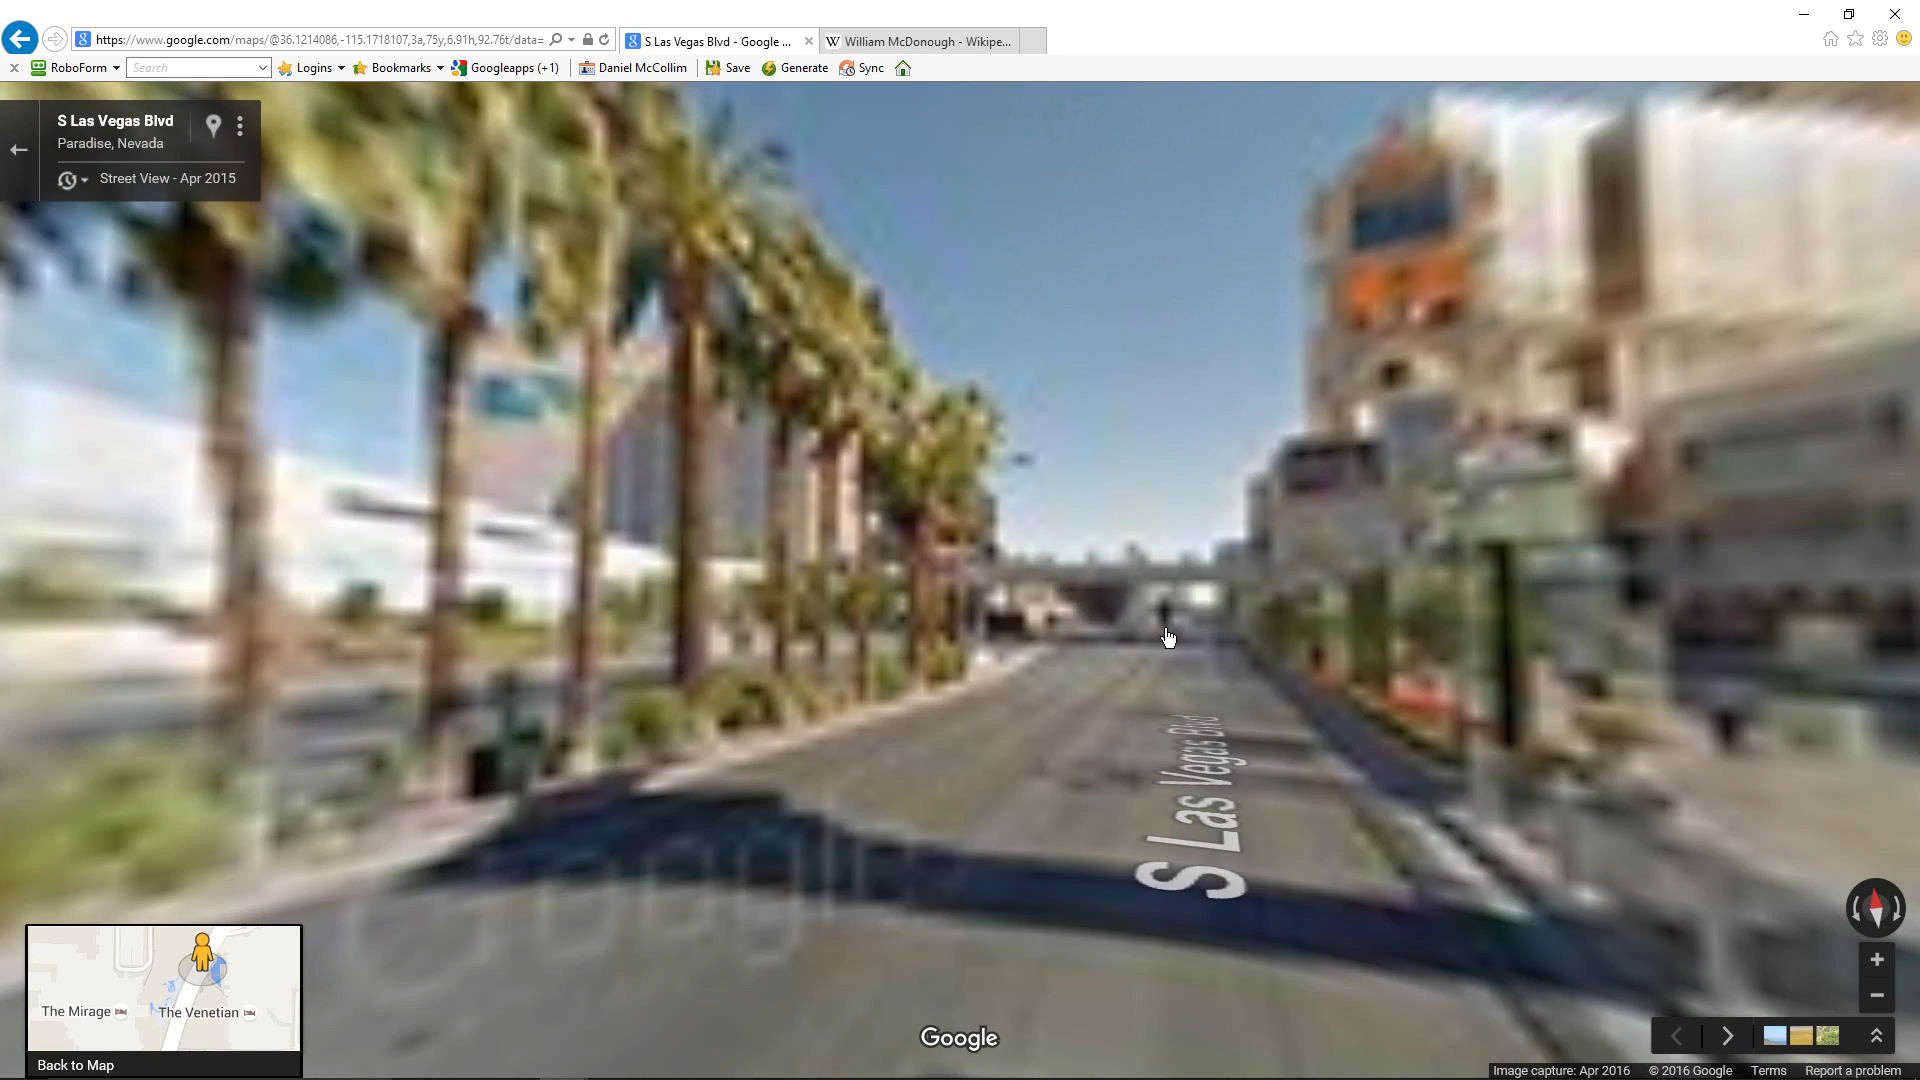 https://www.google.com/maps/@36.1214086,-115.1718107,3a,75y,6.91h,92.76t/data=
S Las Vegas Blvd - Google ...
W William McDonough - Wikipe...
RoboForm
Search
Logins
Bookmarks
Googleapps (+1)
Daniel McCollim
Save
Generate
Sync
S Las Vegas Blvd
Paradise, Nevada
Street View - Apr 2015
S Las Vegas Blvd
The Mirage
The Venetian
Back to Map
Google
Image capture: Apr 2016
© 2016 Google
Terms
Report a problem